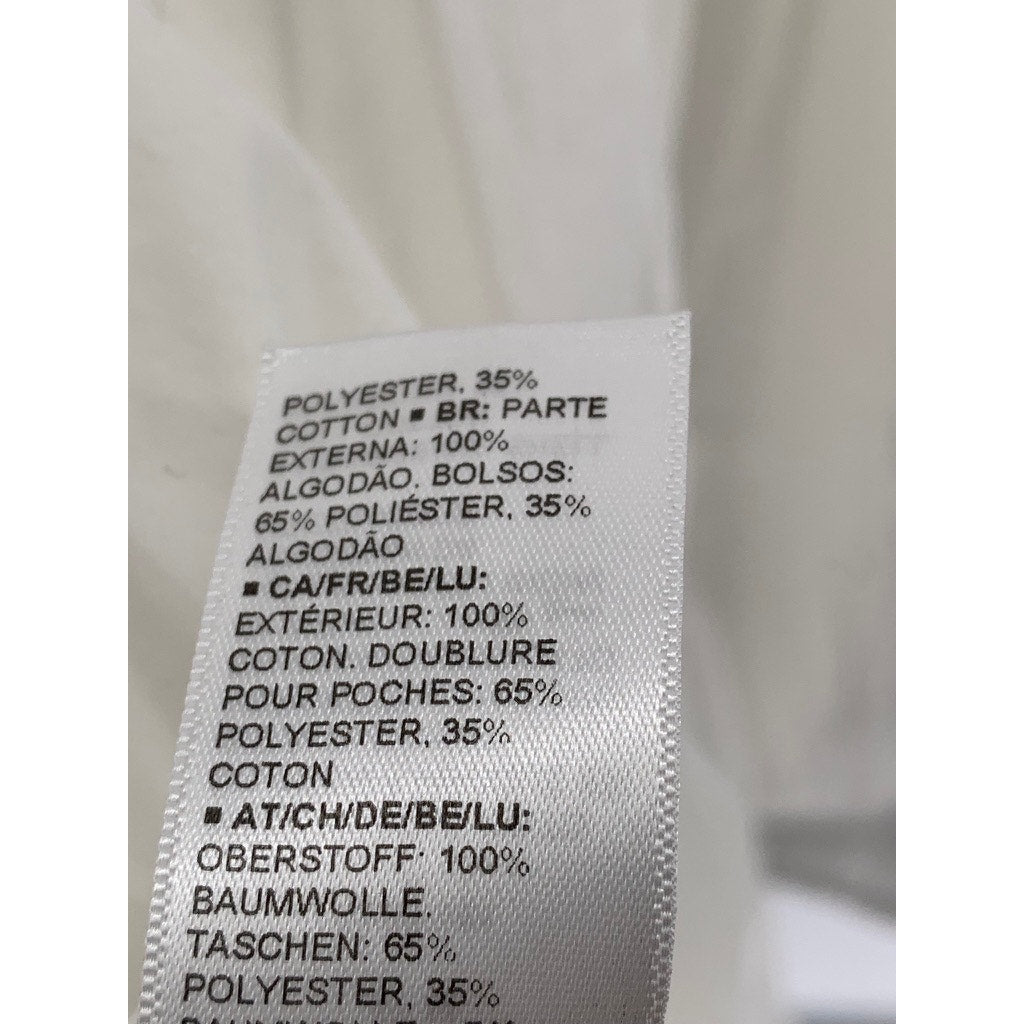 POLYESTER, 35%
COTTON ■ BR: PARTE
EXTERNA: 100%
ALGODÃO. BOLSOS:
65% POLIÉSTER, 35%
ALGODÃO
■ CA/FR/BE/LU:
EXTÉRIEUR: 100%
COTON. DOUBLURE
POUR POCHES: 65%
POLYESTER, 35%
COTON
■ AT/CH/DE/BE/LU:
OBERSTOFF: 100%
BAUMWOLLE.
TASCHEN: 65%
POLYESTER, 35%
BAUMWOLLE